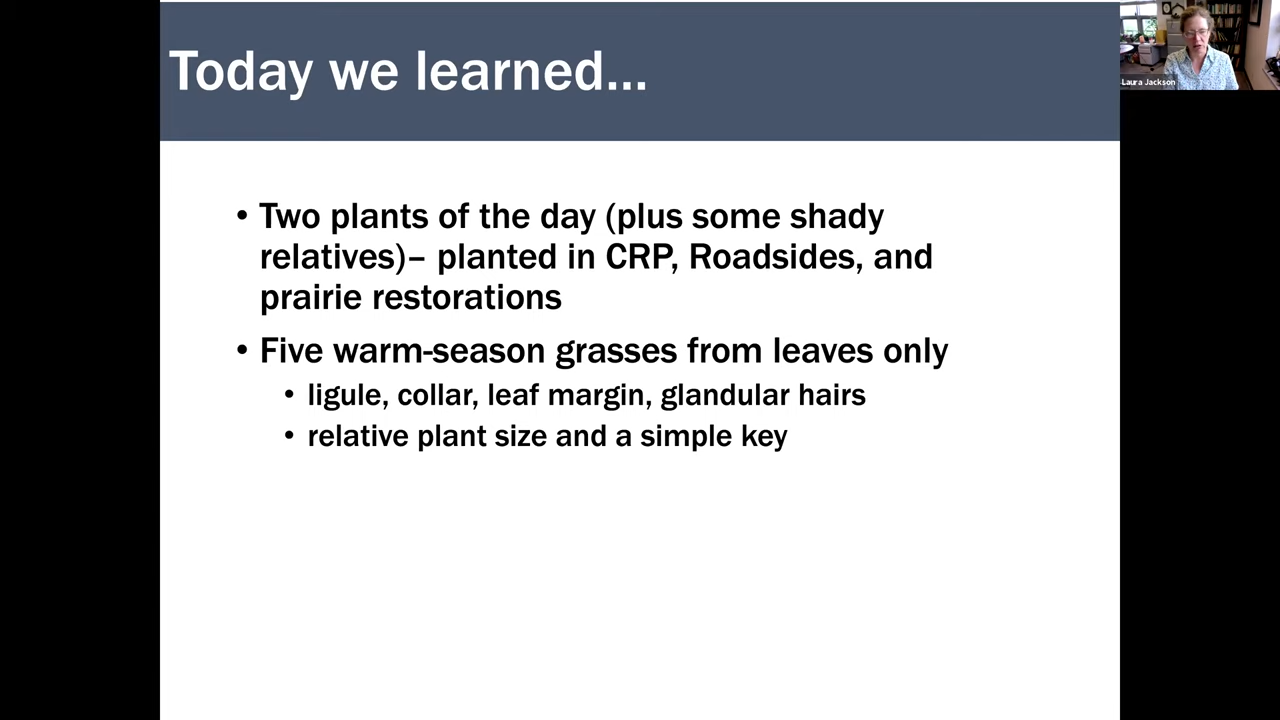 Today we learned...
• Two plants of the day (plus some shady
relatives)– planted in CRP, Roadsides, and
prairie restorations
• Five warm-season grasses from leaves only
• ligule, collar, leaf margin, glandular hairs
• relative plant size and a simple key
Laura Jackson